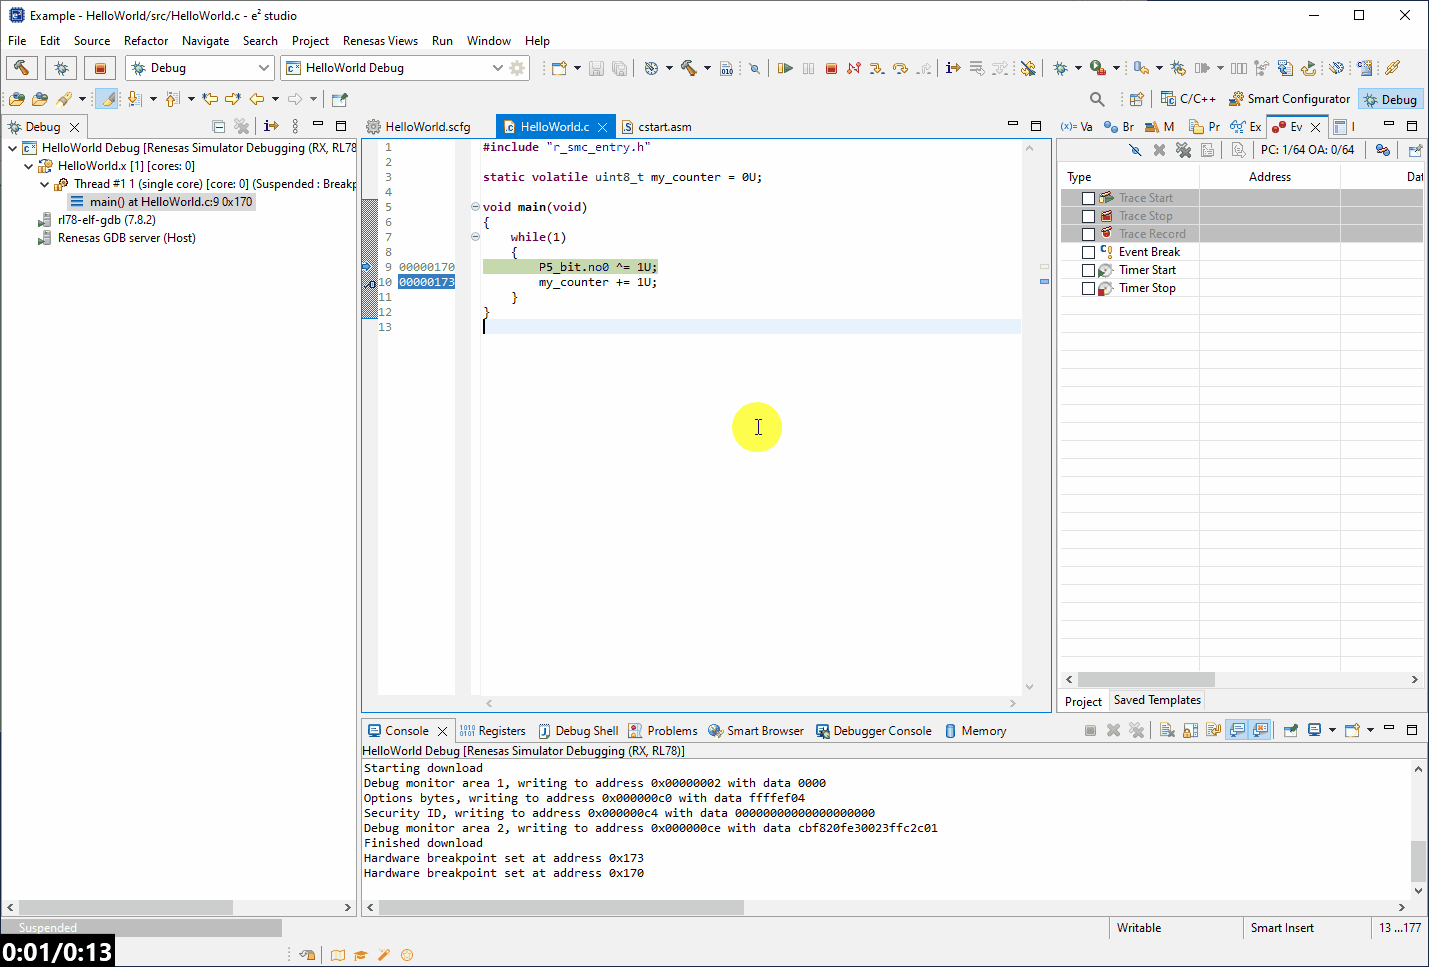 Example - HelloWorld/src/HelloWorld.c - e² studio
File Edit Source Refactor Navigate Search Project Renesas Views Run Window Help
Debug HelloWorld Debug
C/C++ Smart Configurator Debug
Debug
HelloWorld Debug [Renesas Simulator Debugging (RX, RL78
HelloWorld.x [1] [cores: 0]
Thread #1 1 (single core) [core: 0] (Suspended : Breakp
main() at HelloWorld.c:9 0x170
rl78-elf-gdb (7.8.2)
Renesas GDB server (Host)
HelloWorld.scfg HelloWorld.c cstart.asm
1 #include "r_smc_entry.h"
2
3 static volatile uint8_t my_counter = 0U;
4
5 void main(void)
6 {
7 while(1)
8 {
9 00000170 P5_bit.no0 ^= 1U;
10 00000173 my_counter += 1U;
11 }
12 }
13
(x)= Va Br M Pr Ex Ev I
PC: 1/64 OA: 0/64
Type Address Dat
Trace Start
Trace Stop
Trace Record
Event Break
Timer Start
Timer Stop
Project Saved Templates
Console Registers Debug Shell Problems Smart Browser Debugger Console Memory
HelloWorld Debug [Renesas Simulator Debugging (RX, RL78)]
Starting download
Debug monitor area 1, writing to address 0x00000002 with data 0000
Options bytes, writing to address 0x000000c0 with data ffffef04
Security ID, writing to address 0x000000c4 with data 00000000000000000000
Debug monitor area 2, writing to address 0x000000ce with data cbf820fe30023ffc2c01
Finished download
Hardware breakpoint set at address 0x173
Hardware breakpoint set at address 0x170
Suspended
Writable Smart Insert 13 ...177
0:01/0:13